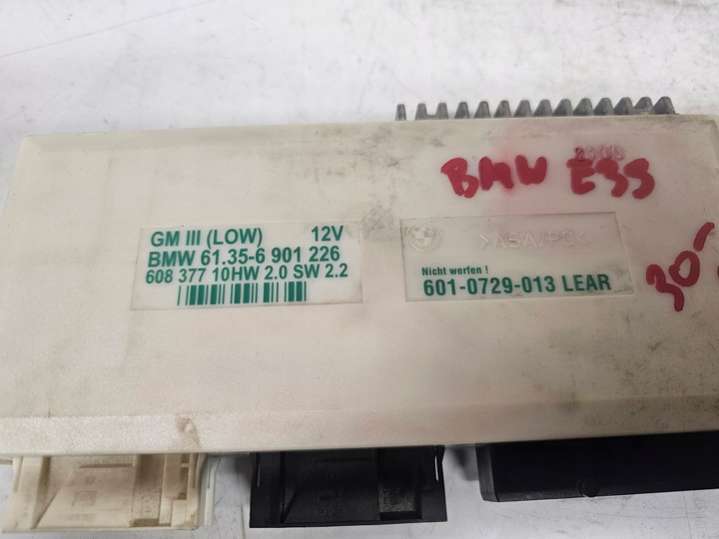 BMW E39
GM III (LOW) 12V
BMW 61.35-6 901 226
608 377 10HW 2.0 SW 2.2
Nicht werfen !
601-0729-013 LEAR
30